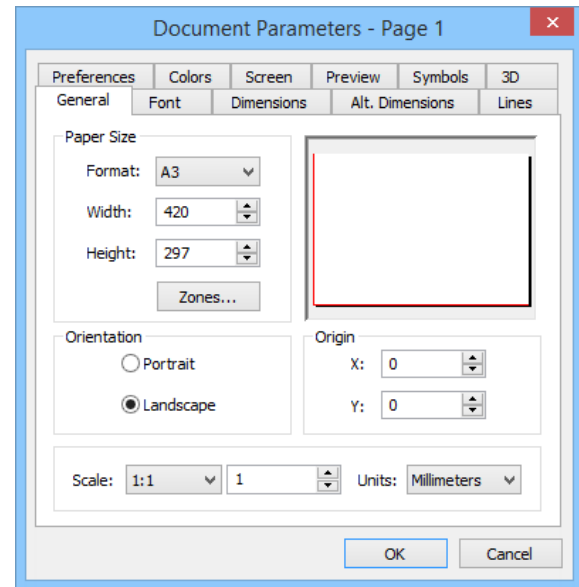 Document Parameters - Page 1
Preferences Colors Screen Preview Symbols 3D
General Font Dimensions Alt. Dimensions Lines
Paper Size
Format: A3
Width: 420
Height: 297
Zones...
Orientation
Portrait
Landscape
Origin
X: 0
Y: 0
Scale: 1:1 1 Units: Millimeters
OK Cancel